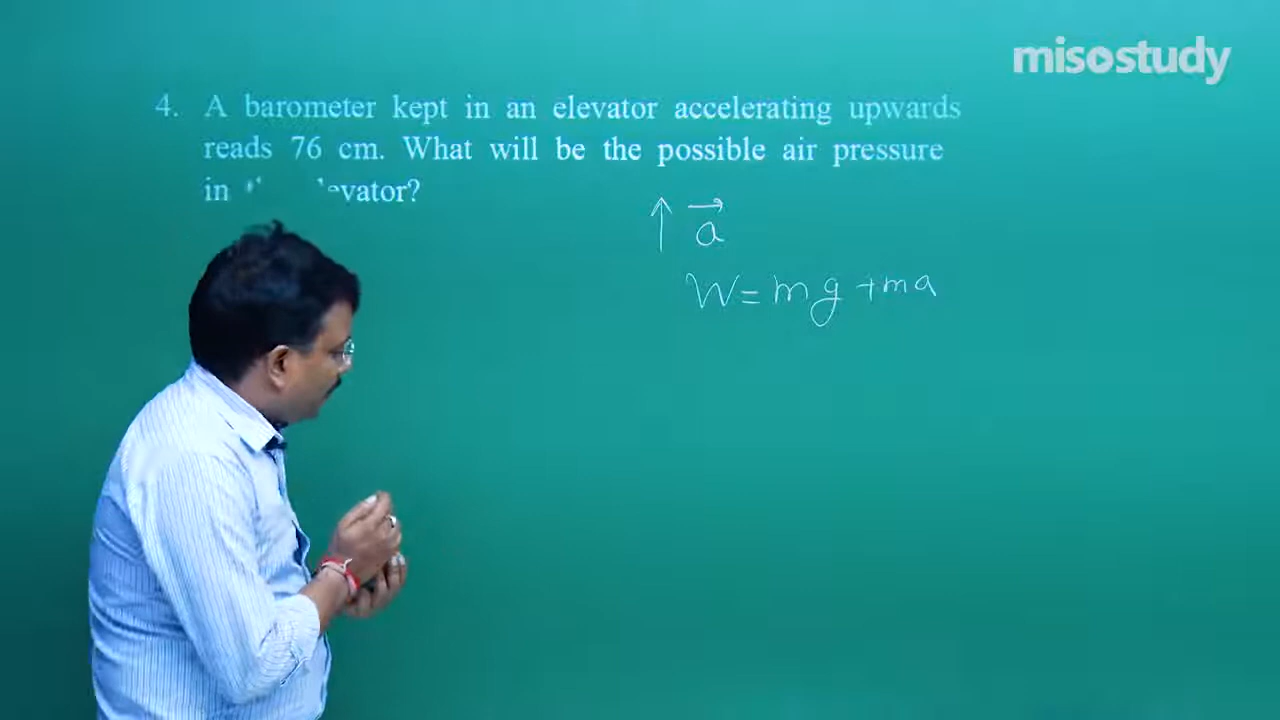 misostudy
4. A barometer kept in an elevator accelerating upwards
reads 76 cm. What will be the possible air pressure
in
a
W=mg+ma